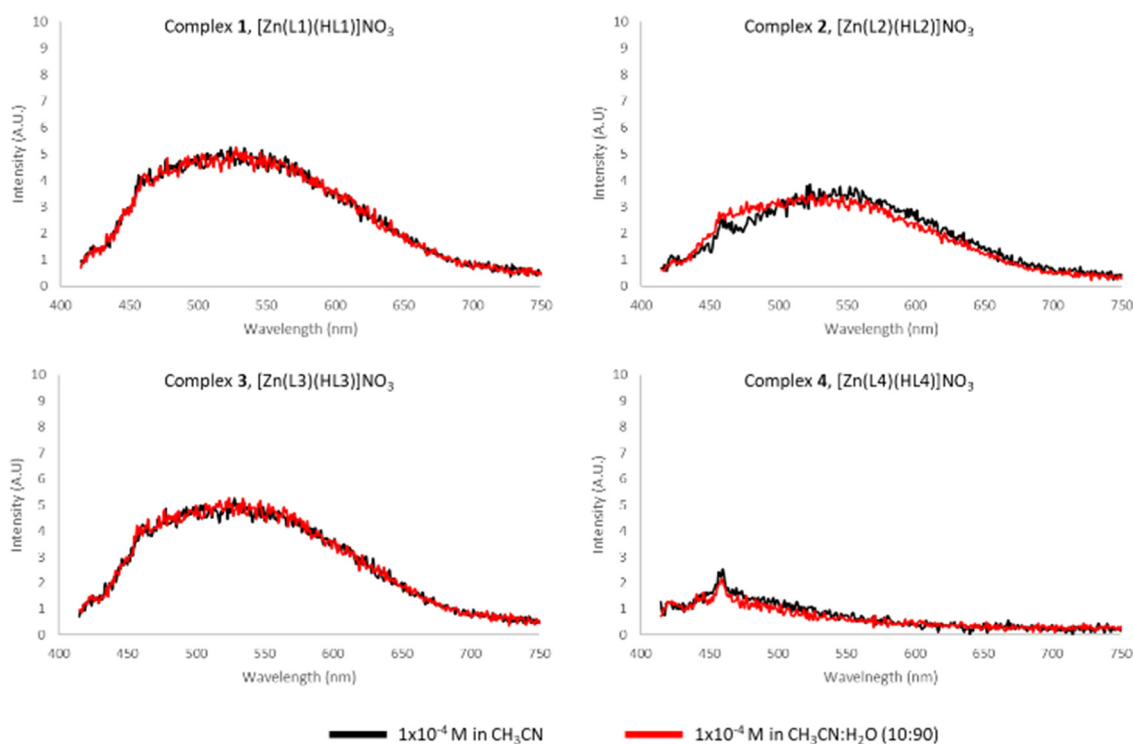 Complex 1, [Zn(L1)(HL1)]NO₃
10
9
8
7
6
5
4
3
2
1
0
Intensity (A.U.)
400 450 500 550 600 650 700 750
Wavelength (nm)
Complex 2, [Zn(L2)(HL2)]NO₃
10
9
8
7
6
5
4
3
2
1
0
Intensity (A.U)
400 450 500 550 600 650 700 750
Wavelength (nm)
Complex 3, [Zn(L3)(HL3)]NO₃
10
9
8
7
6
5
4
3
2
1
0
Intensity (A.U)
400 450 500 550 600 650 700 750
Wavelength (nm)
Complex 4, [Zn(L4)(HL4)]NO₃
10
9
8
7
6
5
4
3
2
1
0
Intensity (A.U.)
400 450 500 550 600 650 700 750
Wavelnegth (nm)
1x10⁻⁴ M in CH₃CN
1x10⁻⁴ M in CH₃CN:H₂O (10:90)